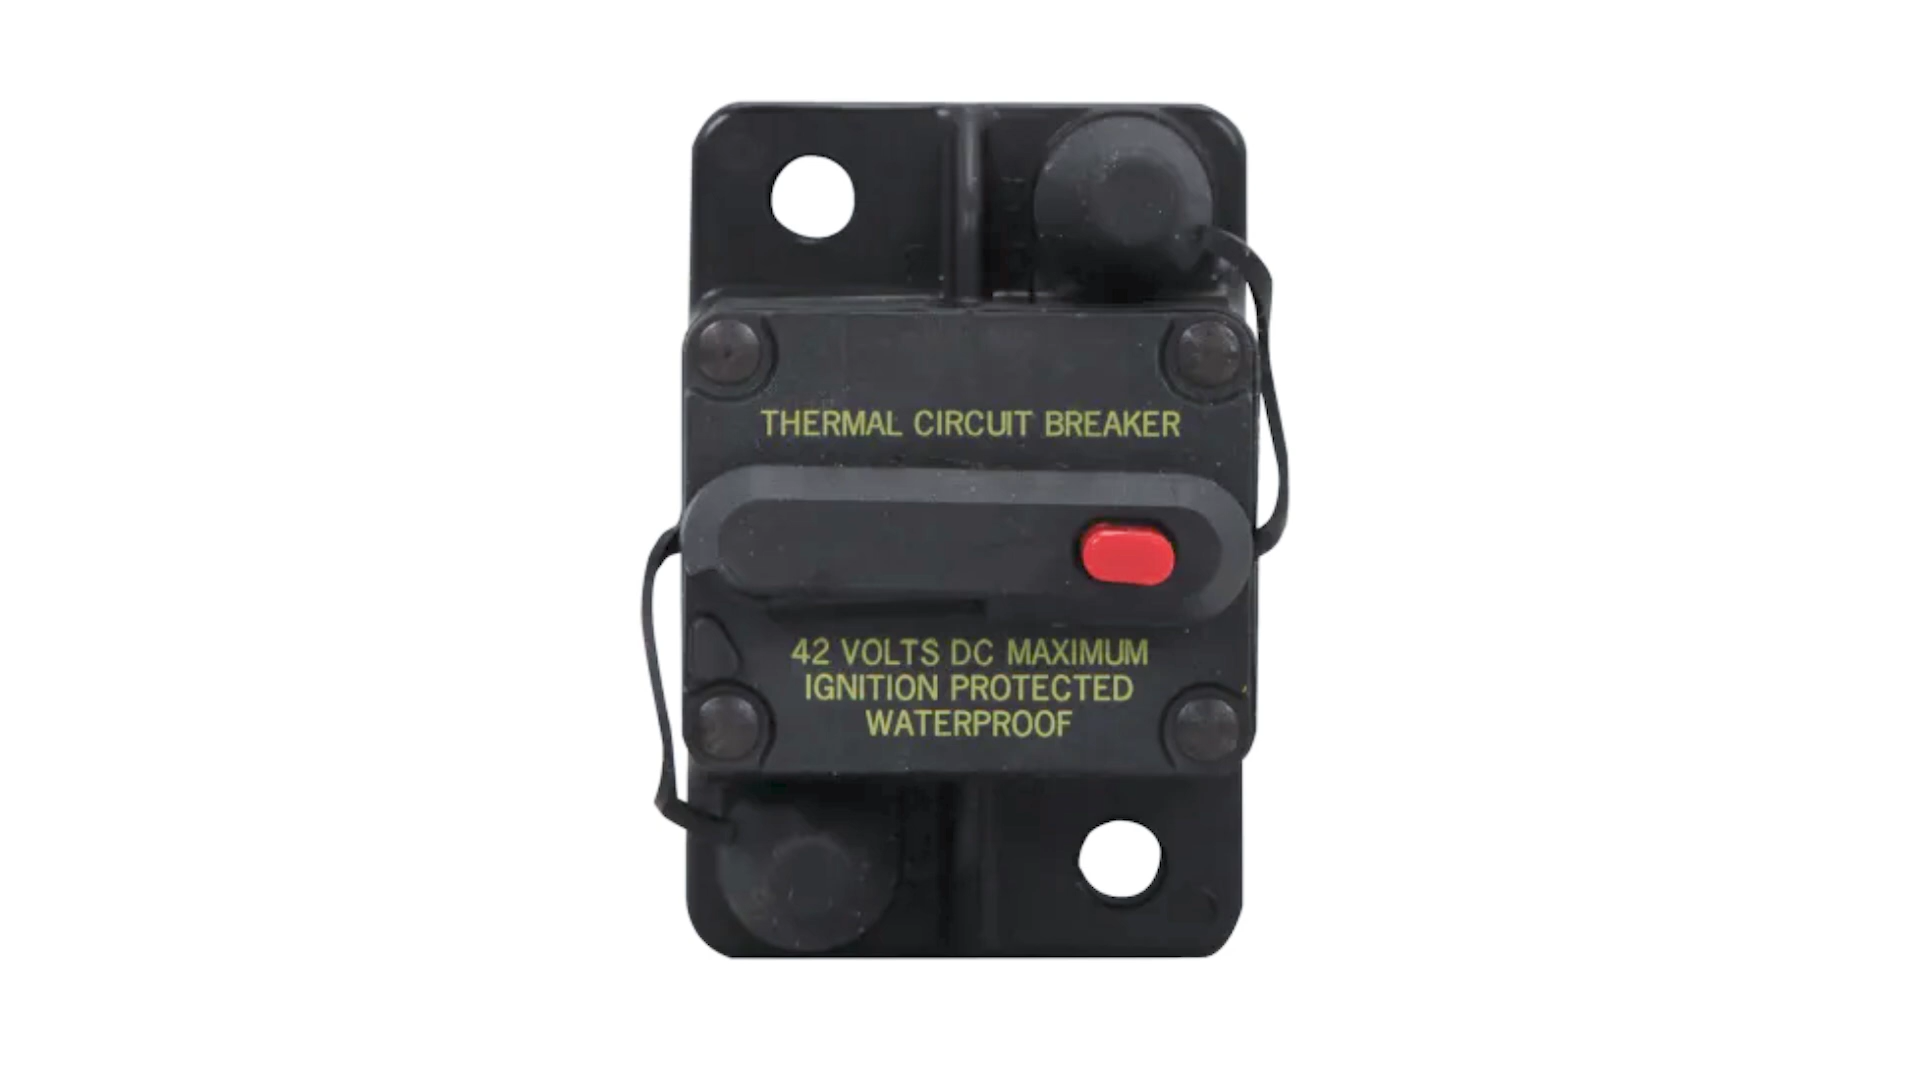 THERMAL CIRCUIT BREAKER
42 VOLTS DC MAXIMUM
IGNITION PROTECTED
WATERPROOF